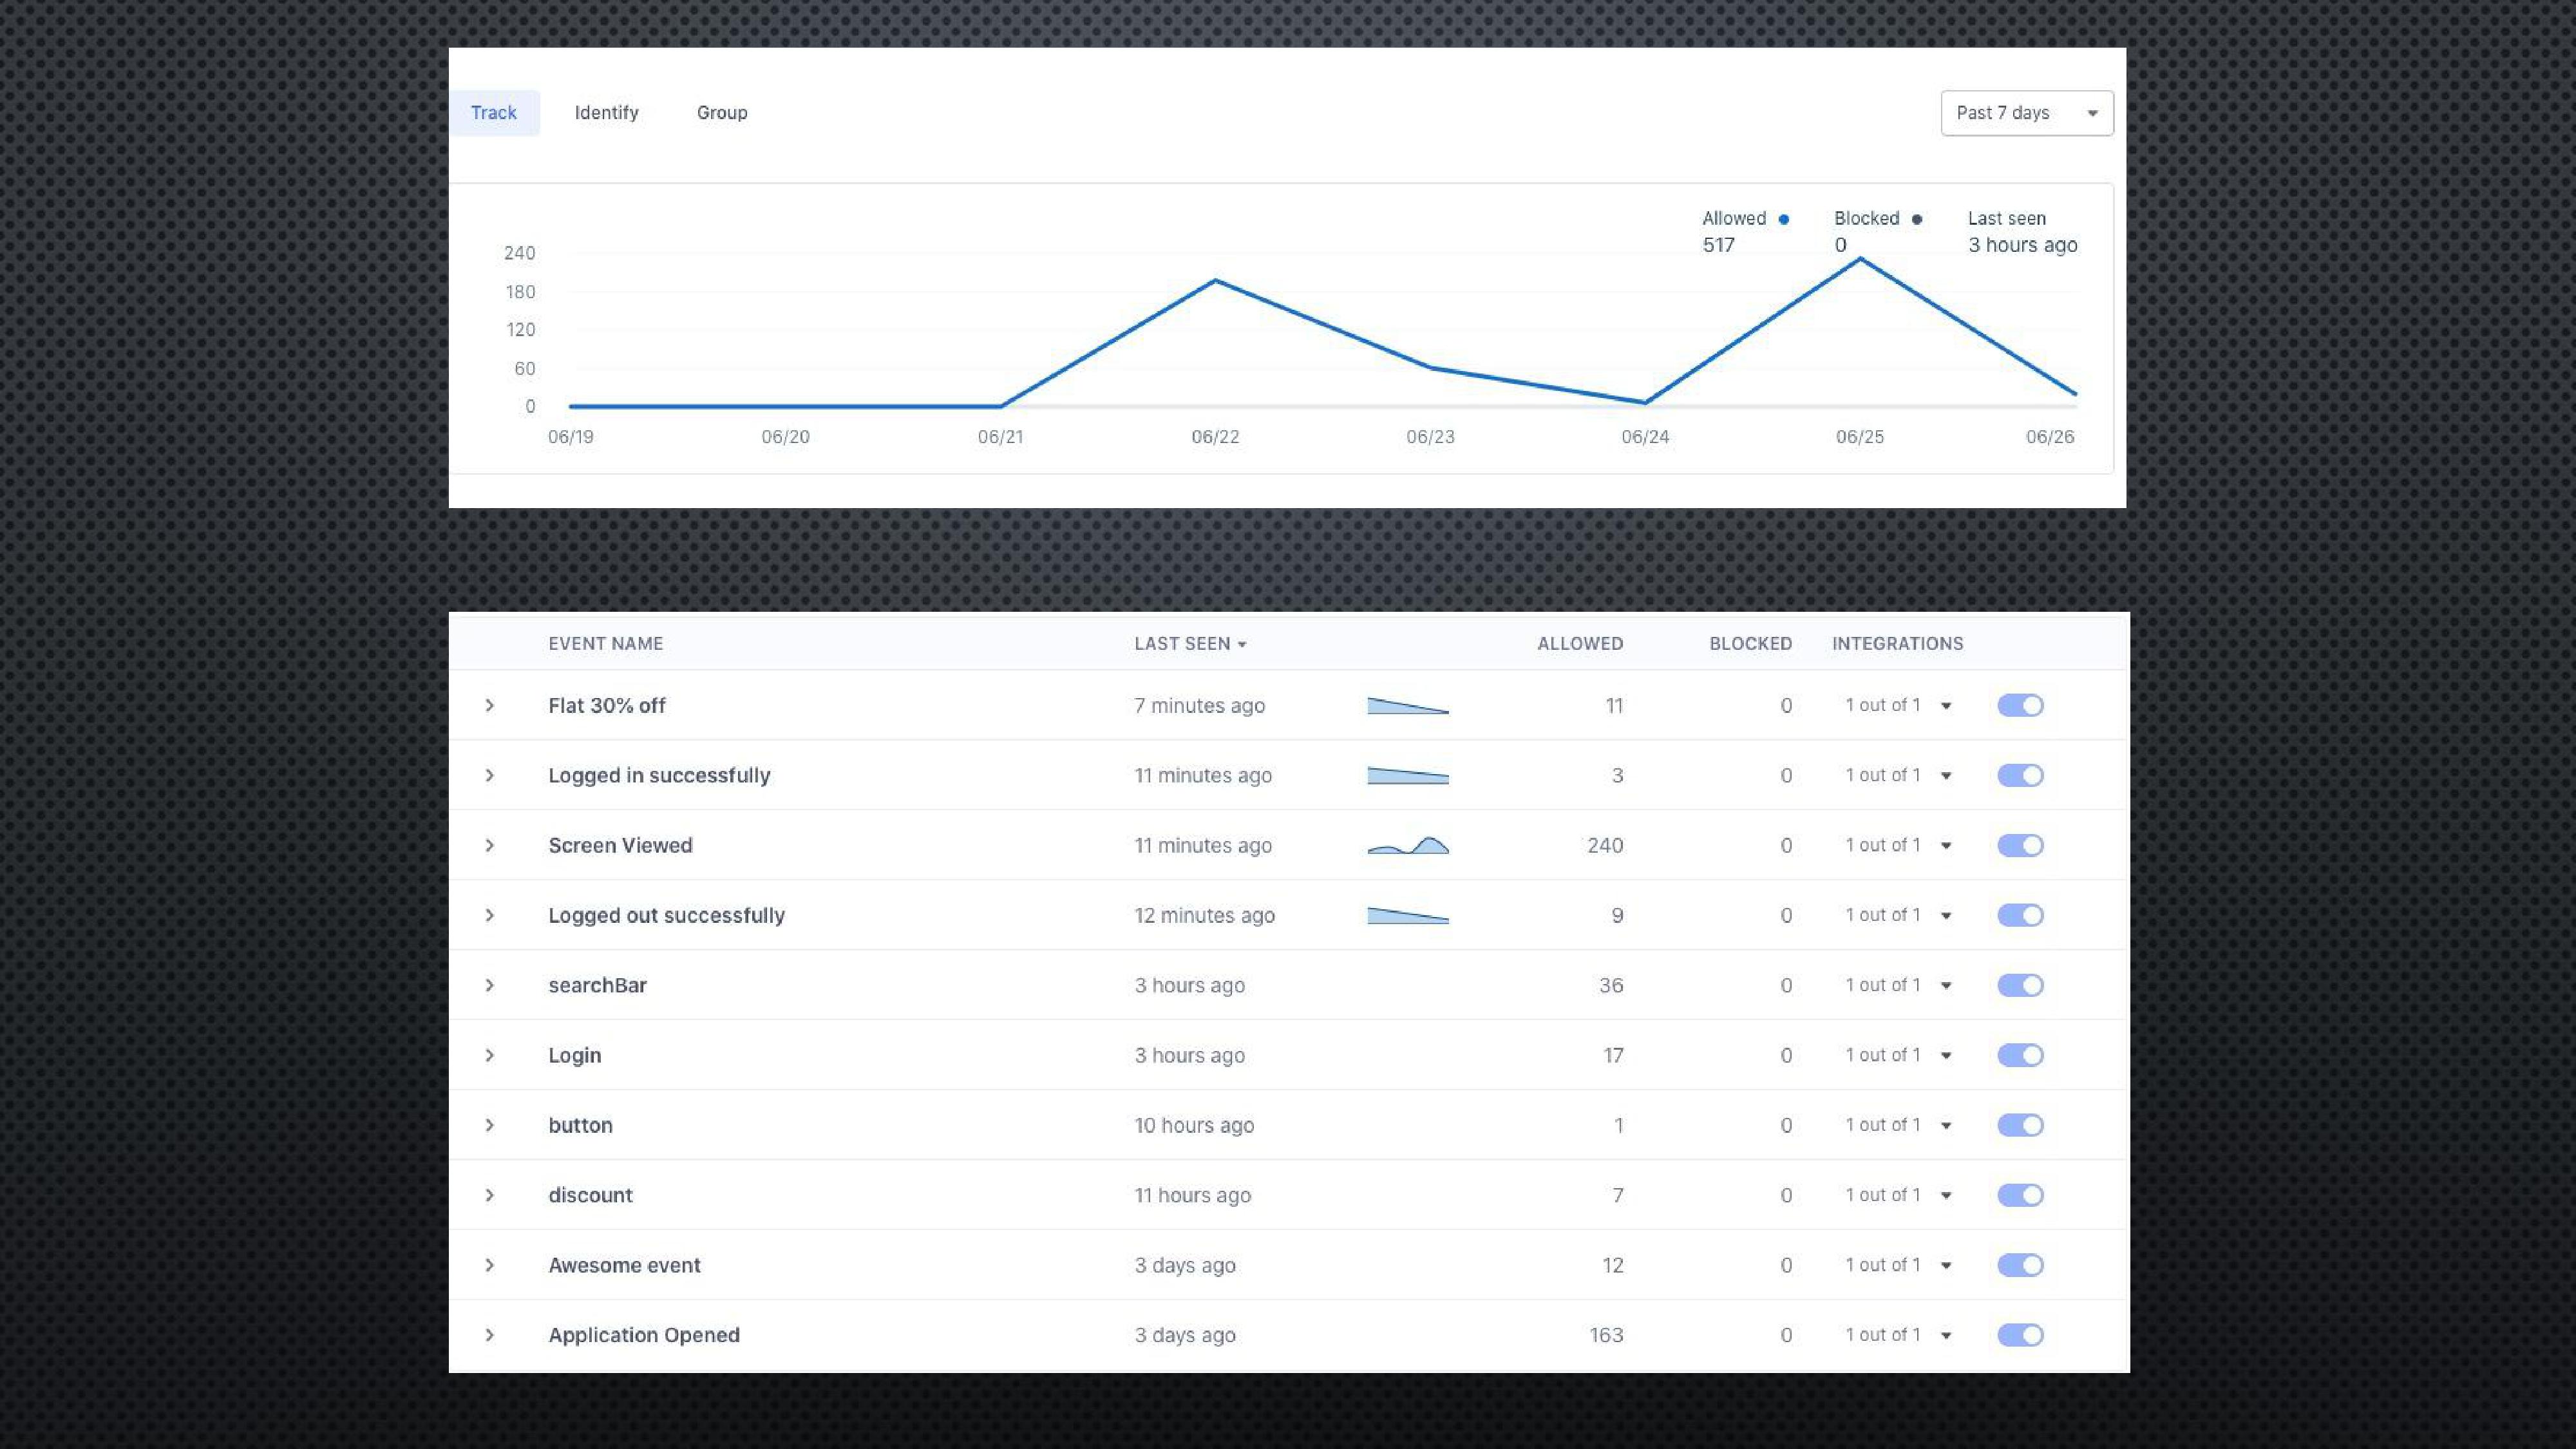 Track Identify Group Past 7 days
Allowed Blocked Last seen
517 0 3 hours ago
240
180
120
60
0
06/19 06/20 06/21 06/22 06/23 06/24 06/25 06/26
EVENT NAME LAST SEEN ALLOWED BLOCKED INTEGRATIONS
Flat 30% off 7 minutes ago 11 0 1 out of 1
Logged in successfully 11 minutes ago 3 0 1 out of 1
Screen Viewed 11 minutes ago 240 0 1 out of 1
Logged out successfully 12 minutes ago 9 0 1 out of 1
searchBar 3 hours ago 36 0 1 out of 1
Login 3 hours ago 17 0 1 out of 1
button 10 hours ago 1 0 1 out of 1
discount 11 hours ago 7 0 1 out of 1
Awesome event 3 days ago 12 0 1 out of 1
Application Opened 3 days ago 163 0 1 out of 1